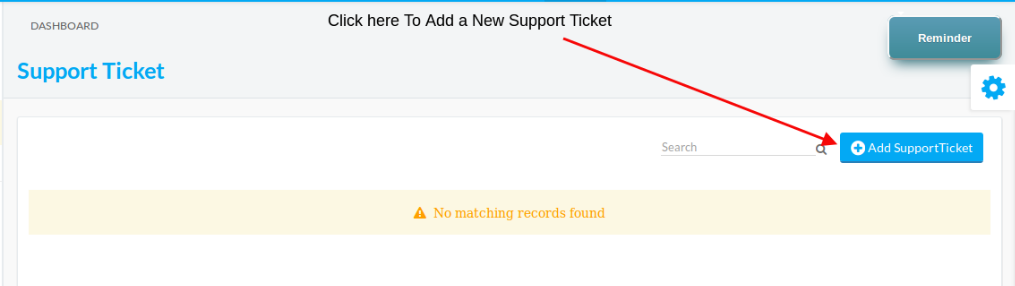 DASHBOARD
Click here To Add a New Support Ticket
Reminder
Support Ticket
Search
Add SupportTicket
No matching records found